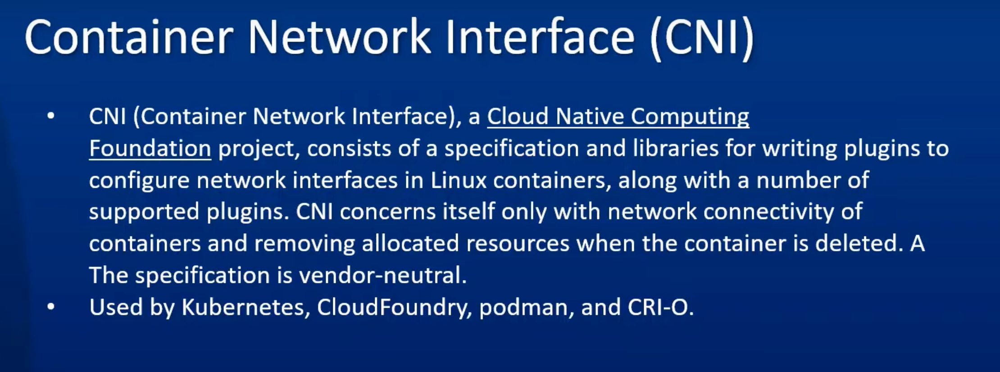 Container Network Interface (CNI)
• CNI (Container Network Interface), a Cloud Native Computing
Foundation project, consists of a specification and libraries for writing plugins to
configure network interfaces in Linux containers, along with a number of
supported plugins. CNI concerns itself only with network connectivity of
containers and removing allocated resources when the container is deleted. A
The specification is vendor-neutral.
• Used by Kubernetes, CloudFoundry, podman, and CRI-O.